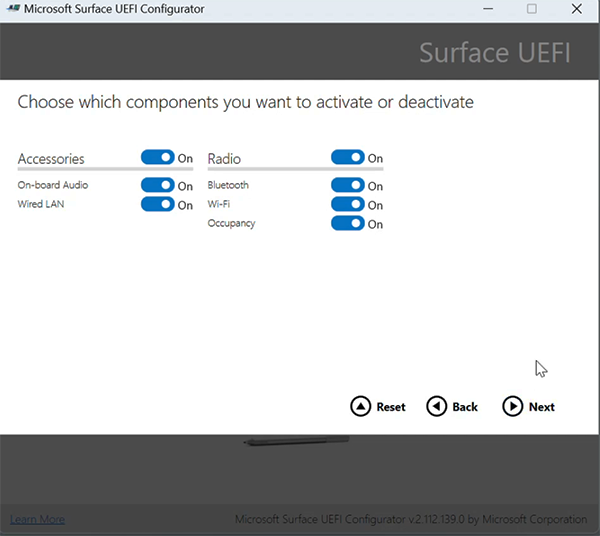 Microsoft Surface UEFI Configurator
Surface UEFI
Choose which components you want to activate or deactivate
Accessories On
On-board Audio On
Wired LAN On
Radio On
Bluetooth On
Wi-Fi On
Occupancy On
Reset Back Next
Learn More Microsoft Surface UEFI Configurator v.2.112.139.0 by Microsoft Corporation